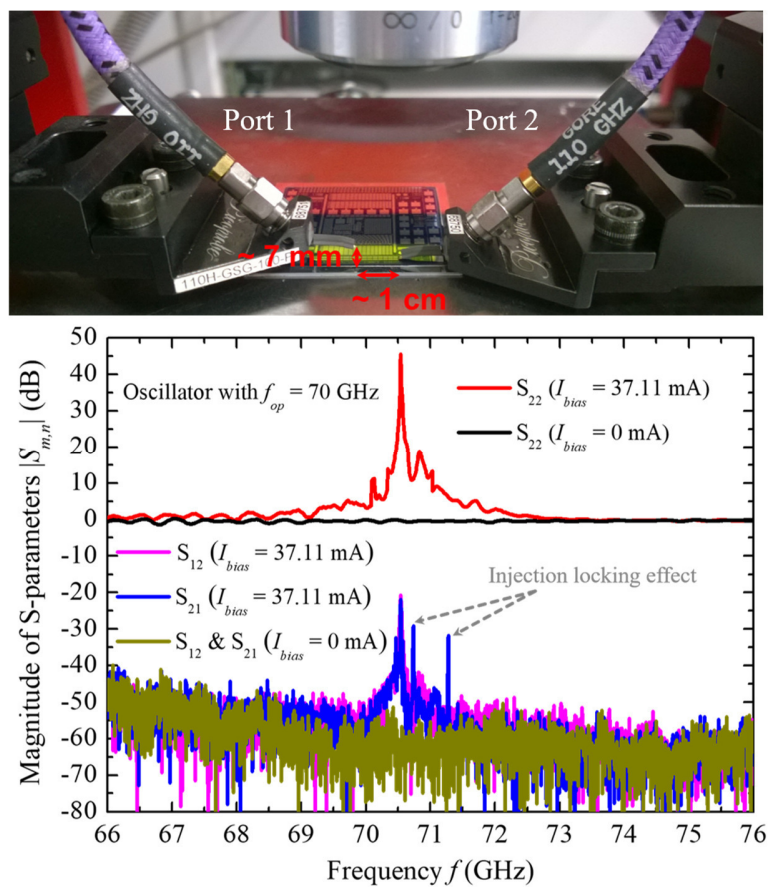 ∞ / 0
110 GHZ
GORE
110 GHZ
Port 1
Port 2
~ 7 mm
110H-GSG-100-P
~ 1 cm
50
40
30
20
10
0
-10
-20
-30
-40
-50
-60
-70
-80
Magnitude of S-parameters |Sm,n| (dB)
Oscillator with fop = 70 GHz
S22 (Ibias = 37.11 mA)
S22 (Ibias = 0 mA)
S12 (Ibias = 37.11 mA)
S21 (Ibias = 37.11 mA)
S12 & S21 (Ibias = 0 mA)
Injection locking effect
66 67 68 69 70 71 72 73 74 75 76
Frequency f (GHz)